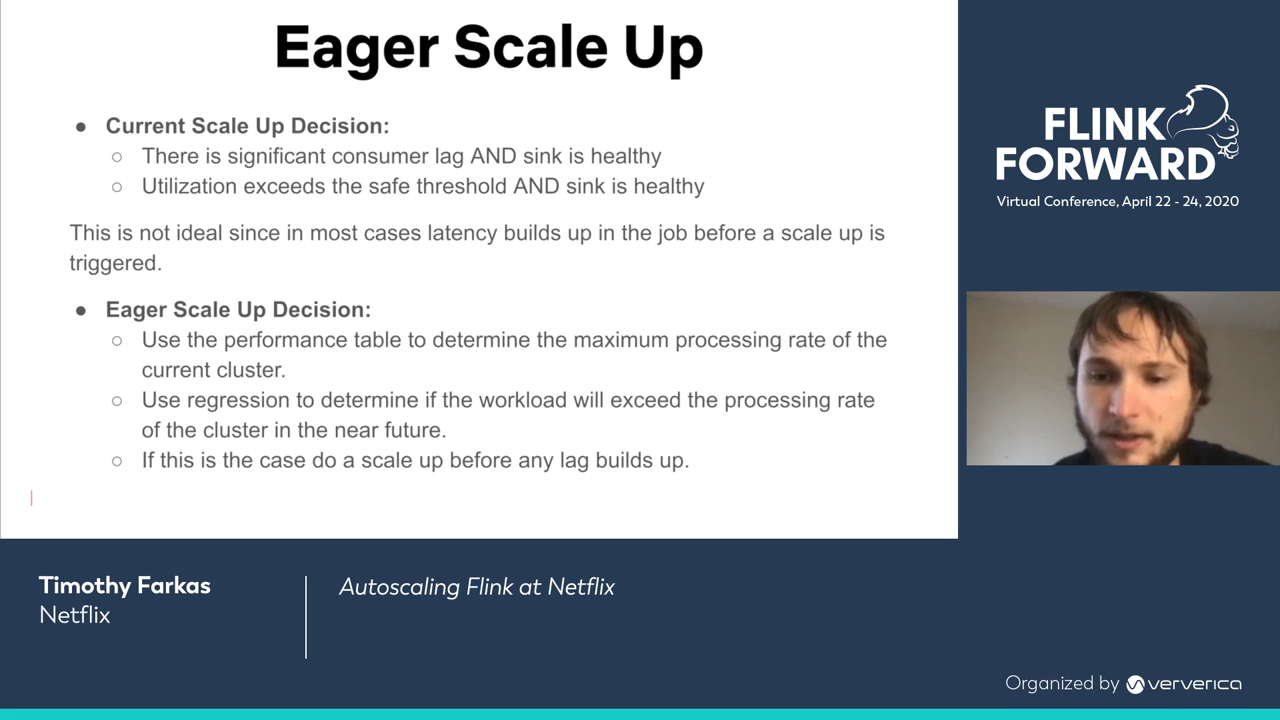 Eager Scale Up
● Current Scale Up Decision:
○ There is significant consumer lag AND sink is healthy
○ Utilization exceeds the safe threshold AND sink is healthy
This is not ideal since in most cases latency builds up in the job before a scale up is
triggered.
● Eager Scale Up Decision:
○ Use the performance table to determine the maximum processing rate of the
current cluster.
○ Use regression to determine if the workload will exceed the processing rate
of the cluster in the near future.
○ If this is the case do a scale up before any lag builds up.
FLINK
FORWARD
Virtual Conference, April 22 - 24, 2020
Timothy Farkas
Netflix
Autoscaling Flink at Netflix
Organized by ververica